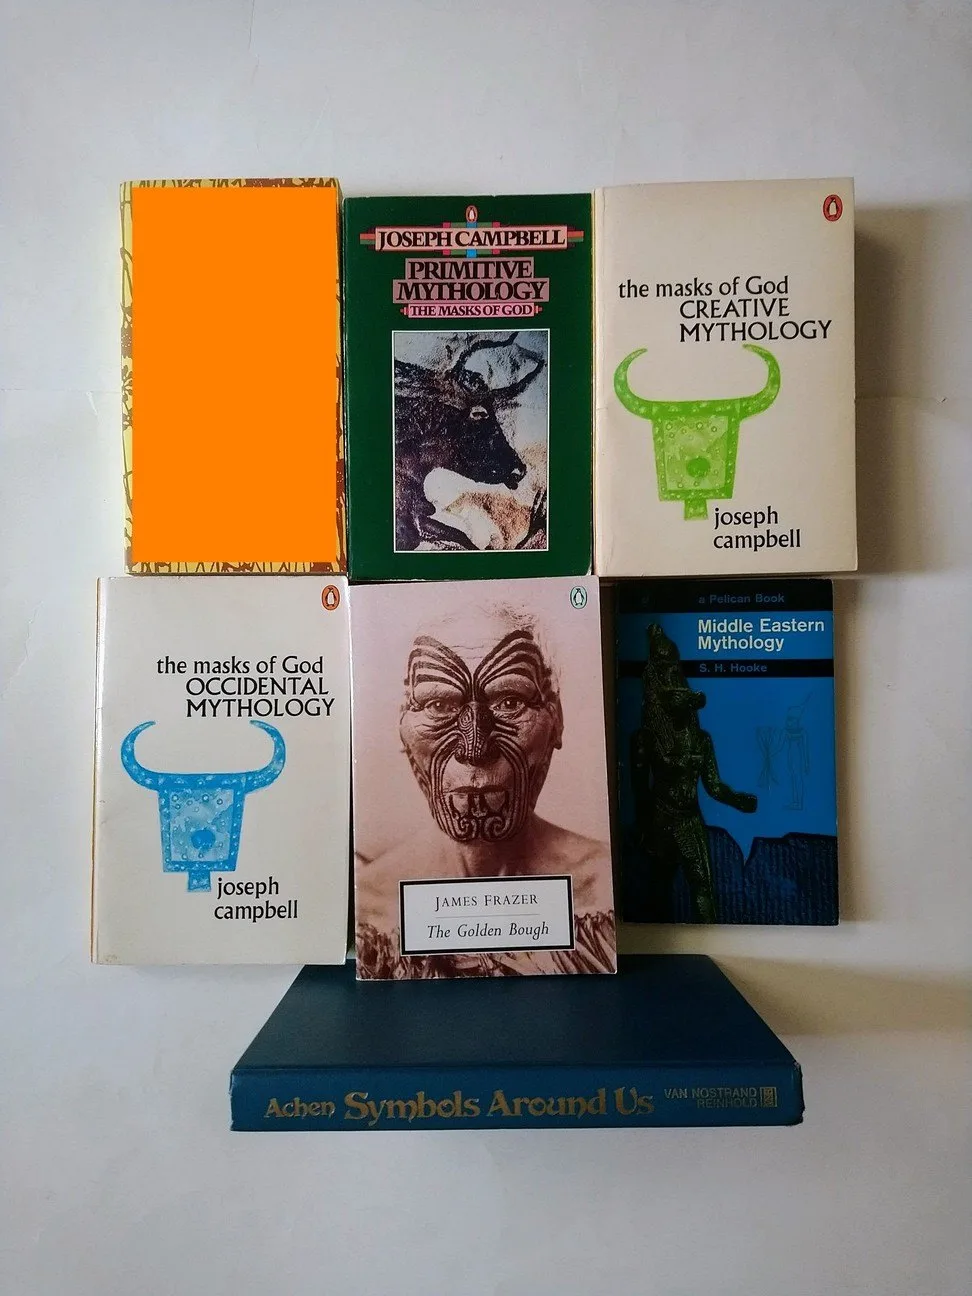 JOSEPH CAMPBELL
PRIMITIVE
MYTHOLOGY
THE MASKS OF GOD
the masks of God
CREATIVE
MYTHOLOGY
joseph
campbell
the masks of God
OCCIDENTAL
MYTHOLOGY
joseph
campbell
JAMES FRAZER
The Golden Bough
a Pelican Book
Middle Eastern
Mythology
S. H. Hooke
Achen Symbols Around Us VAN NOSTRAND
REINHOLD